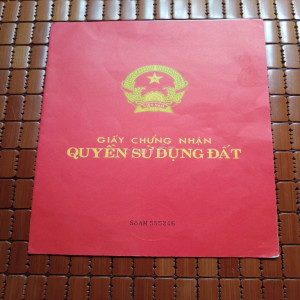 GIẤY CHỨNG NHẬN
QUYỀN SỬ DỤNG ĐẤT